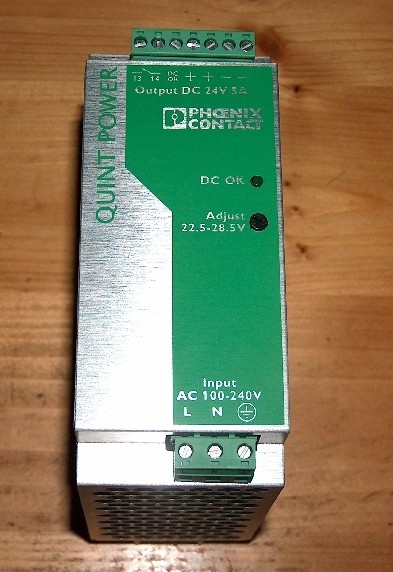 13 14 DC OK + + − −
Output DC 24V 5A
PHŒNIX
CONTACT
QUINT POWER
DC OK
Adjust
22.5-28.5V
Input
AC 100-240V
L N